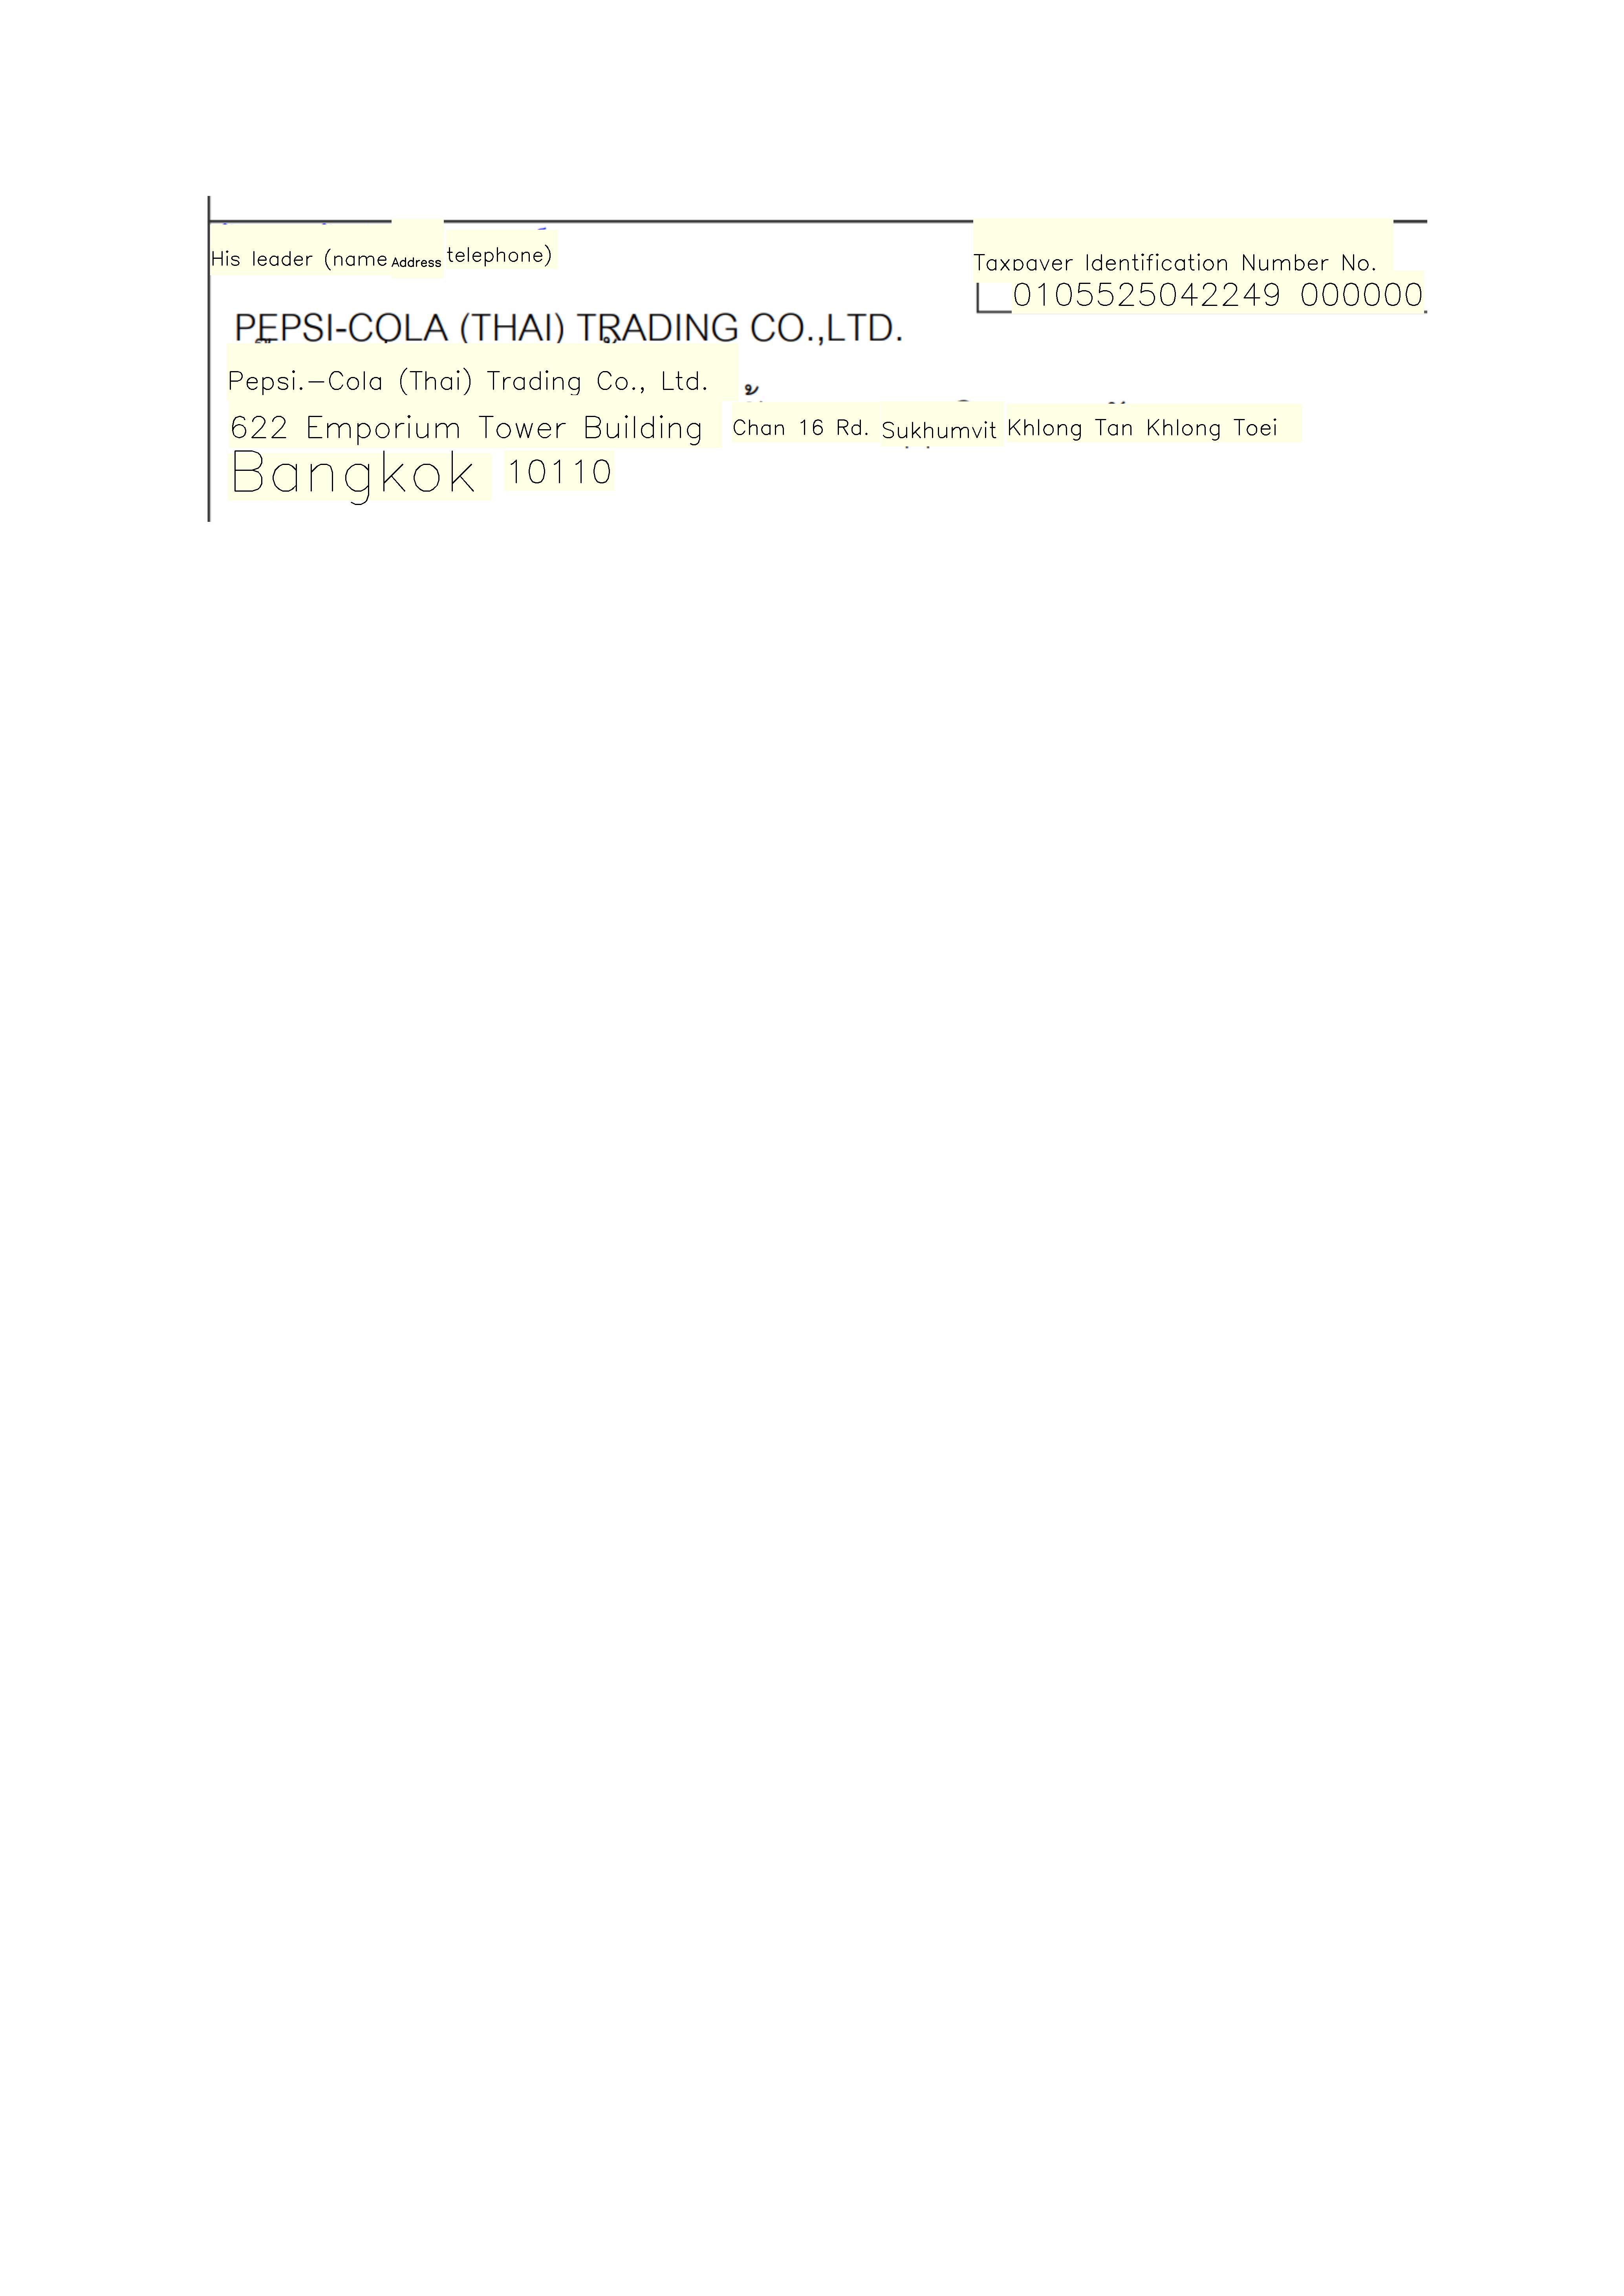 His leader (name Address telephone)
Taxpayer Identification Number No.
0105525042249 000000
PEPSI-COLA (THAI) TRADING CO.,LTD.
Pepsi.-Cola (Thai) Trading Co., Ltd.
622 Emporium Tower Building Chan 16 Rd. Sukhumvit Khlong Tan Khlong Toei
Bangkok 10110